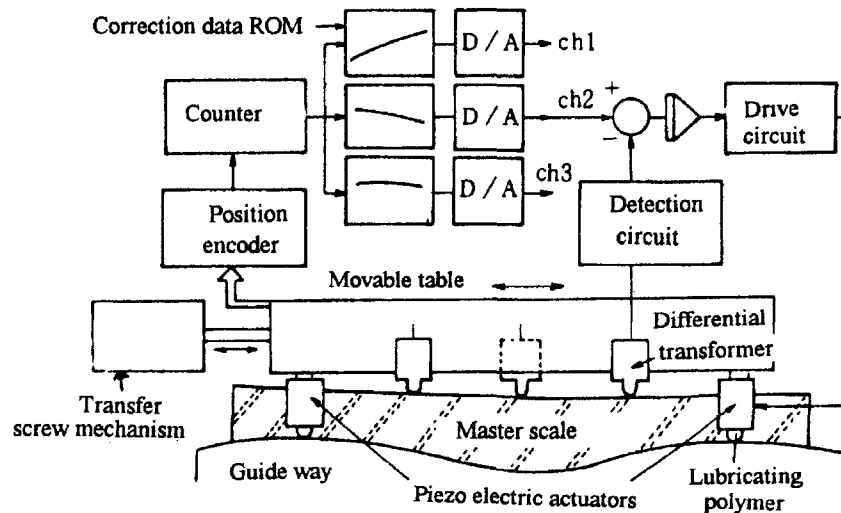 Correction data ROM
D/A
ch1
Counter
D/A
ch2
+
−
Drive
circuit
D/A
ch3
Position
encoder
Detection
circuit
Movable table
Differential
transformer
Transfer
screw mechanism
Master scale
Guide way
Piezo electric actuators
Lubricating
polymer